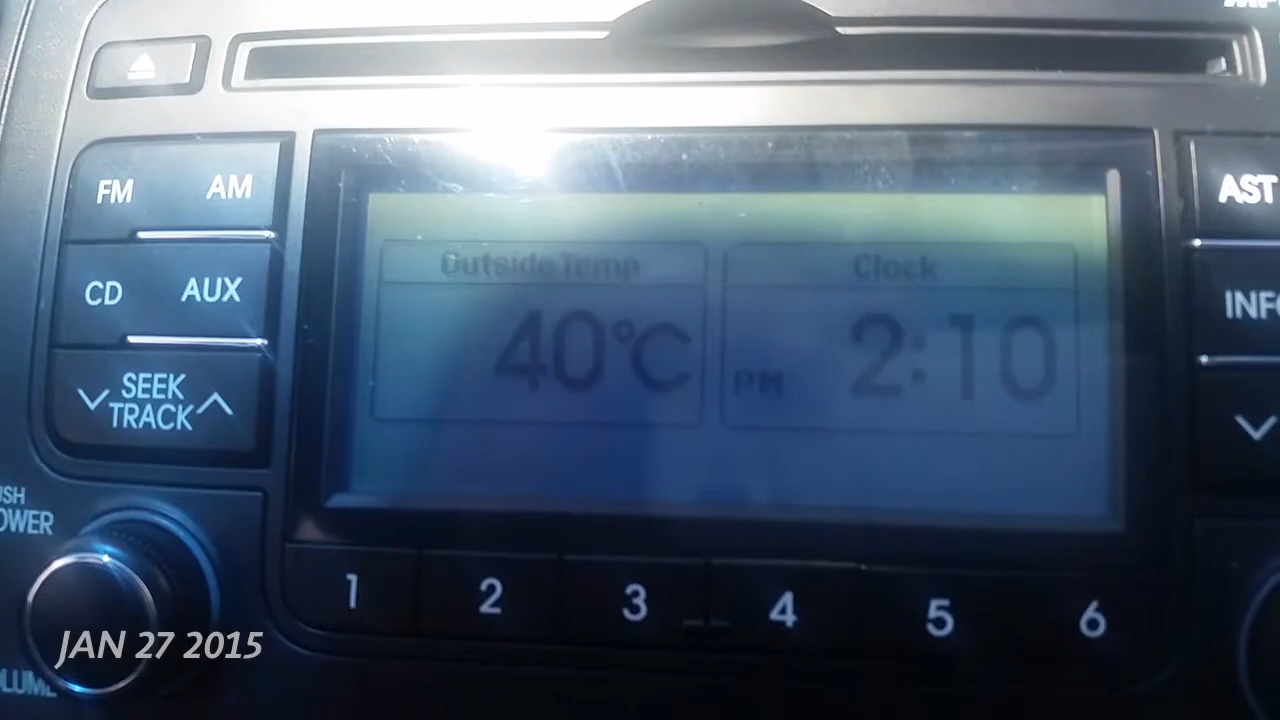 FM AM
CD AUX
SEEK
TRACK
Outside Temp
40°C
Clock
PM 2:10
AST
1 2 3 4 5 6
JAN 27 2015